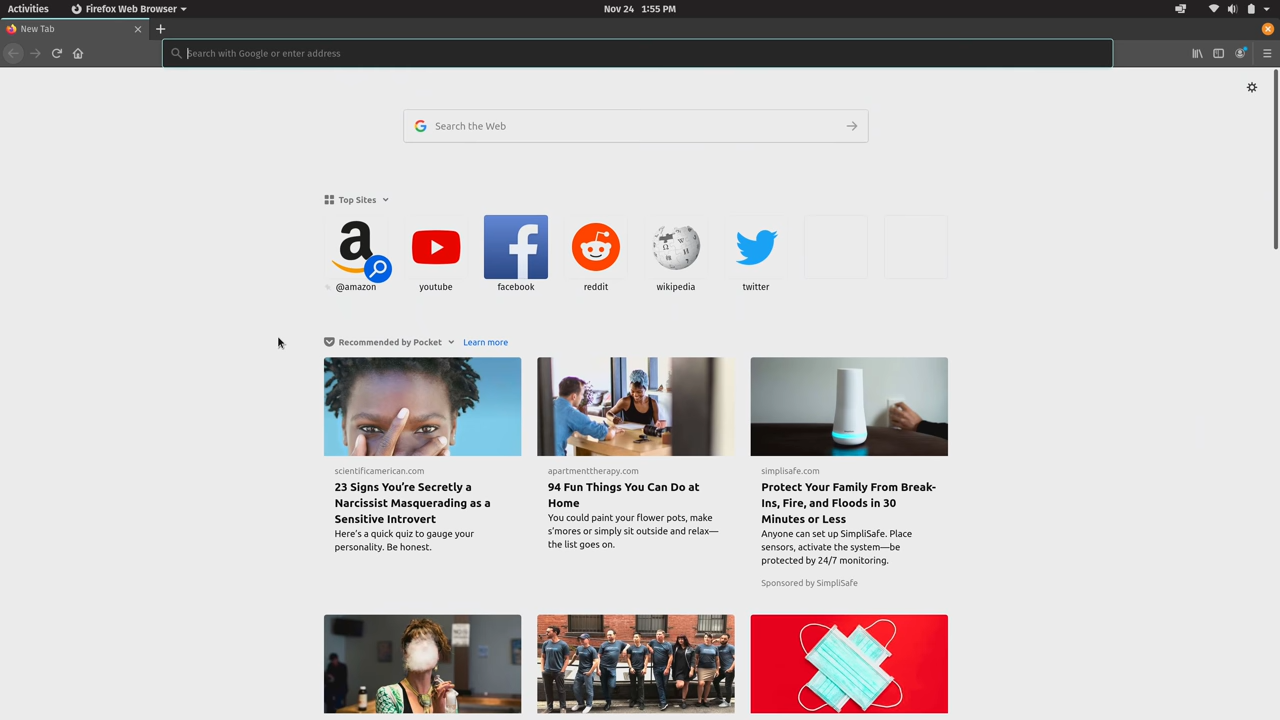 Activities
Firefox Web Browser
Nov 24 1:55 PM
New Tab
Search with Google or enter address
Search the Web
Top Sites
@amazon
youtube
facebook
reddit
wikipedia
twitter
Recommended by Pocket
Learn more
scientificamerican.com
23 Signs You're Secretly a
Narcissist Masquerading as a
Sensitive Introvert
Here's a quick quiz to gauge your
personality. Be honest.
apartmenttherapy.com
94 Fun Things You Can Do at
Home
You could paint your flower pots, make
s'mores or simply sit outside and relax—
the list goes on.
simplisafe.com
Protect Your Family From Break-
Ins, Fire, and Floods in 30
Minutes or Less
Anyone can set up SimpliSafe. Place
sensors, activate the system—be
protected by 24/7 monitoring.
Sponsored by SimpliSafe